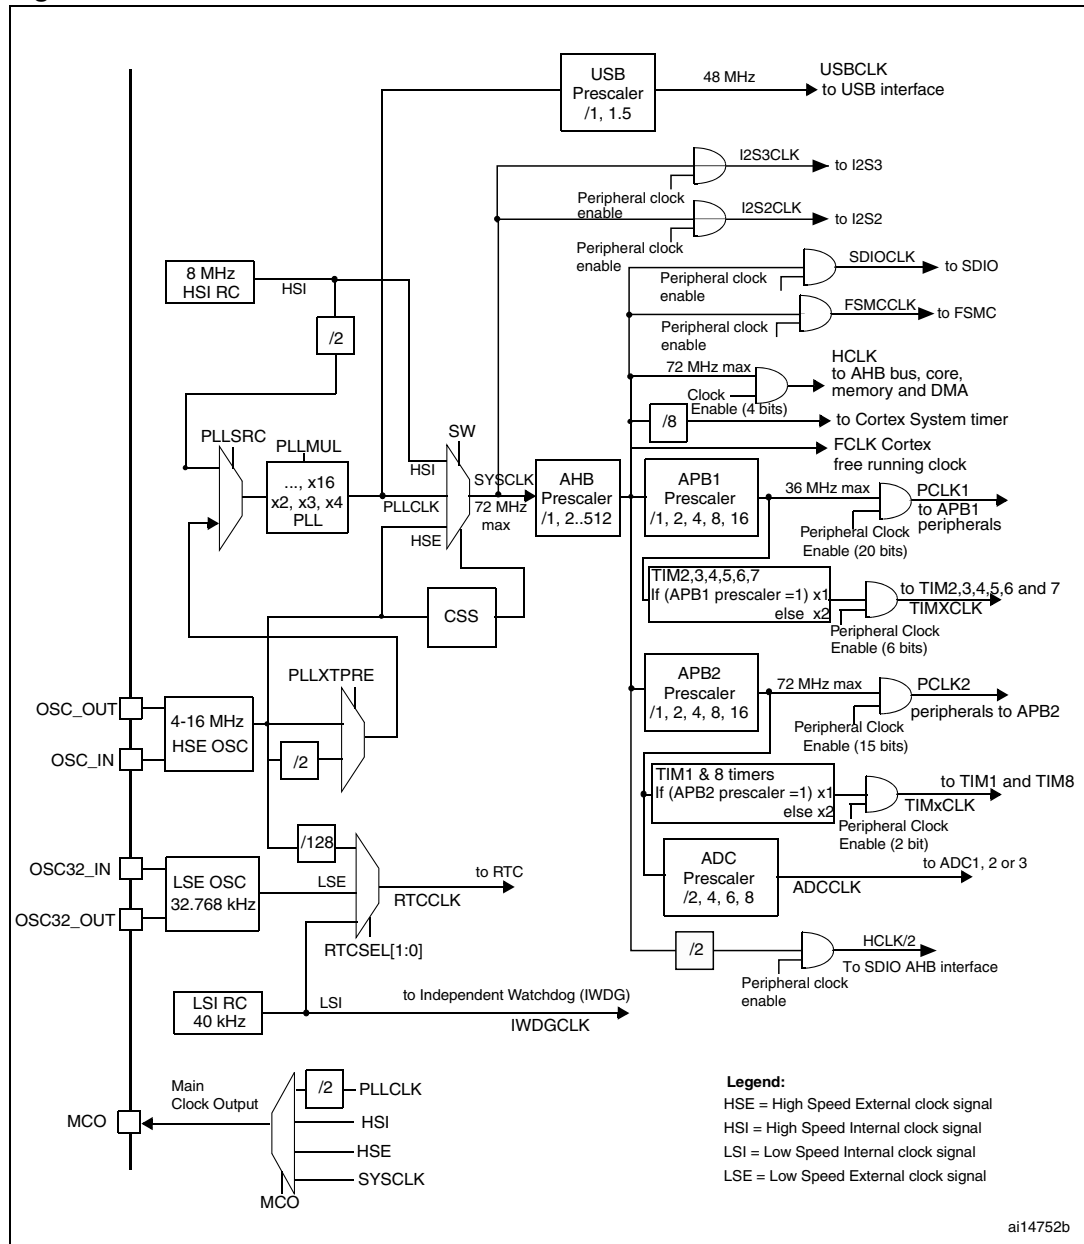 USB
Prescaler
/1, 1.5
48 MHz
USBCLK
to USB interface
I2S3CLK
to I2S3
Peripheral clock
enable
I2S2CLK
to I2S2
Peripheral clock
enable
SDIOCLK
to SDIO
Peripheral clock
enable
FSMCCLK
to FSMC
Peripheral clock
enable
8 MHz
HSI RC
HSI
/2
72 MHz max
HCLK
to AHB bus, core,
memory and DMA
Clock
Enable (4 bits)
/8
to Cortex System timer
FCLK Cortex
free running clock
PLLSRC
PLLMUL
..., x16
x2, x3, x4
PLL
SW
HSI
PLLCLK
HSE
SYSCLK
72 MHz
max
AHB
Prescaler
/1, 2..512
APB1
Prescaler
/1, 2, 4, 8, 16
36 MHz max
PCLK1
to APB1
peripherals
Peripheral Clock
Enable (20 bits)
TIM2,3,4,5,6,7
If (APB1 prescaler =1) x1
else x2
to TIM2,3,4,5,6 and 7
TIMXCLK
Peripheral Clock
Enable (6 bits)
CSS
PLLXTPRE
OSC_OUT
OSC_IN
4-16 MHz
HSE OSC
/2
APB2
Prescaler
/1, 2, 4, 8, 16
72 MHz max
PCLK2
peripherals to APB2
Peripheral Clock
Enable (15 bits)
TIM1 & 8 timers
If (APB2 prescaler =1) x1
else x2
to TIM1 and TIM8
TIMxCLK
Peripheral Clock
Enable (2 bit)
/128
OSC32_IN
OSC32_OUT
LSE OSC
32.768 kHz
LSE
to RTC
RTCCLK
RTCSEL[1:0]
ADC
Prescaler
/2, 4, 6, 8
to ADC1, 2 or 3
ADCCLK
/2
HCLK/2
To SDIO AHB interface
Peripheral clock
enable
LSI RC
40 kHz
LSI
to Independent Watchdog (IWDG)
IWDGCLK
MCO
Main
Clock Output
/2
PLLCLK
HSI
HSE
SYSCLK
MCO
Legend:
HSE = High Speed External clock signal
HSI = High Speed Internal clock signal
LSI = Low Speed Internal clock signal
LSE = Low Speed External clock signal
ai14752b